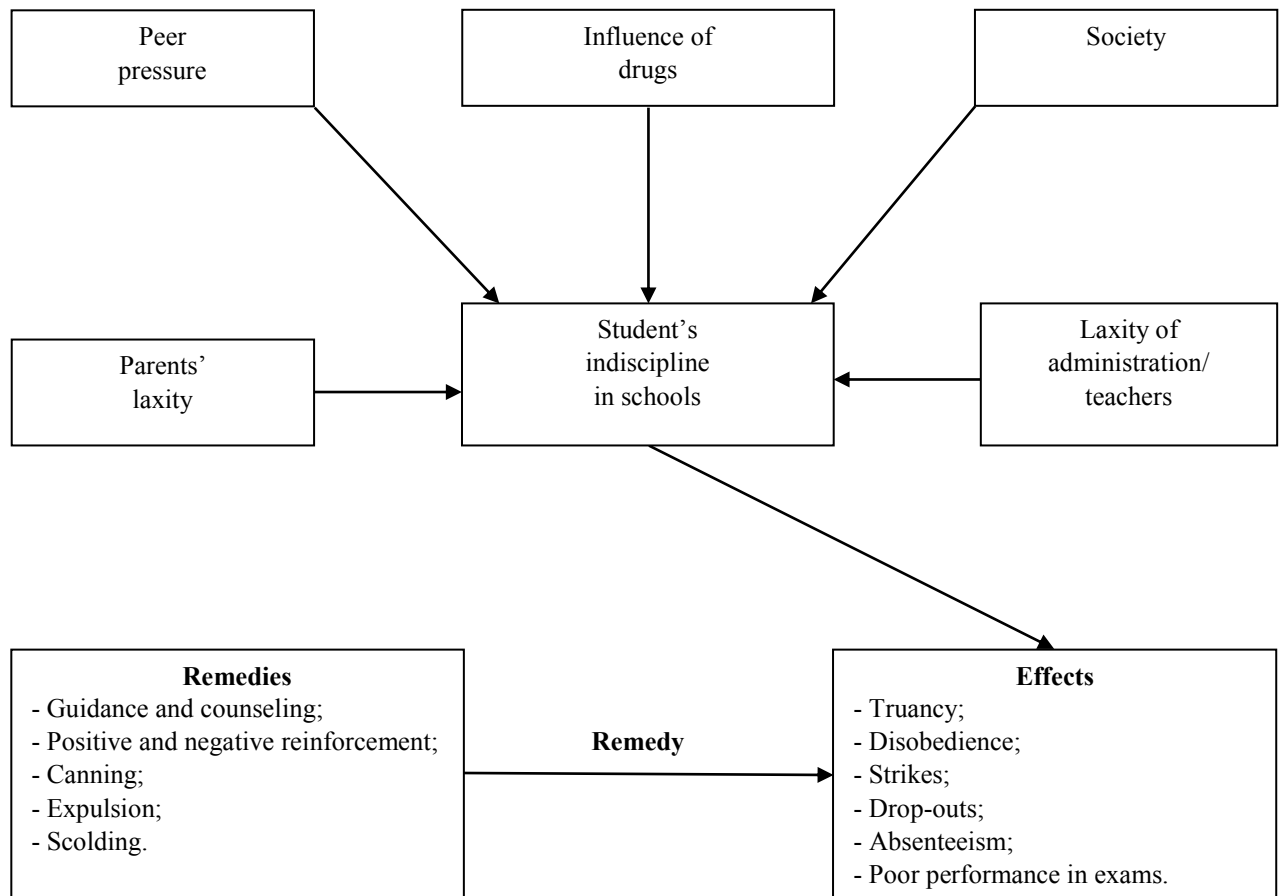 Peer
pressure
Influence of
drugs
Society
Parents’
laxity
Student’s
indiscipline
in schools
Laxity of
administration/
teachers
Remedies
- Guidance and counseling;
- Positive and negative reinforcement;
- Canning;
- Expulsion;
- Scolding.
Remedy
Effects
- Truancy;
- Disobedience;
- Strikes;
- Drop-outs;
- Absenteeism;
- Poor performance in exams.